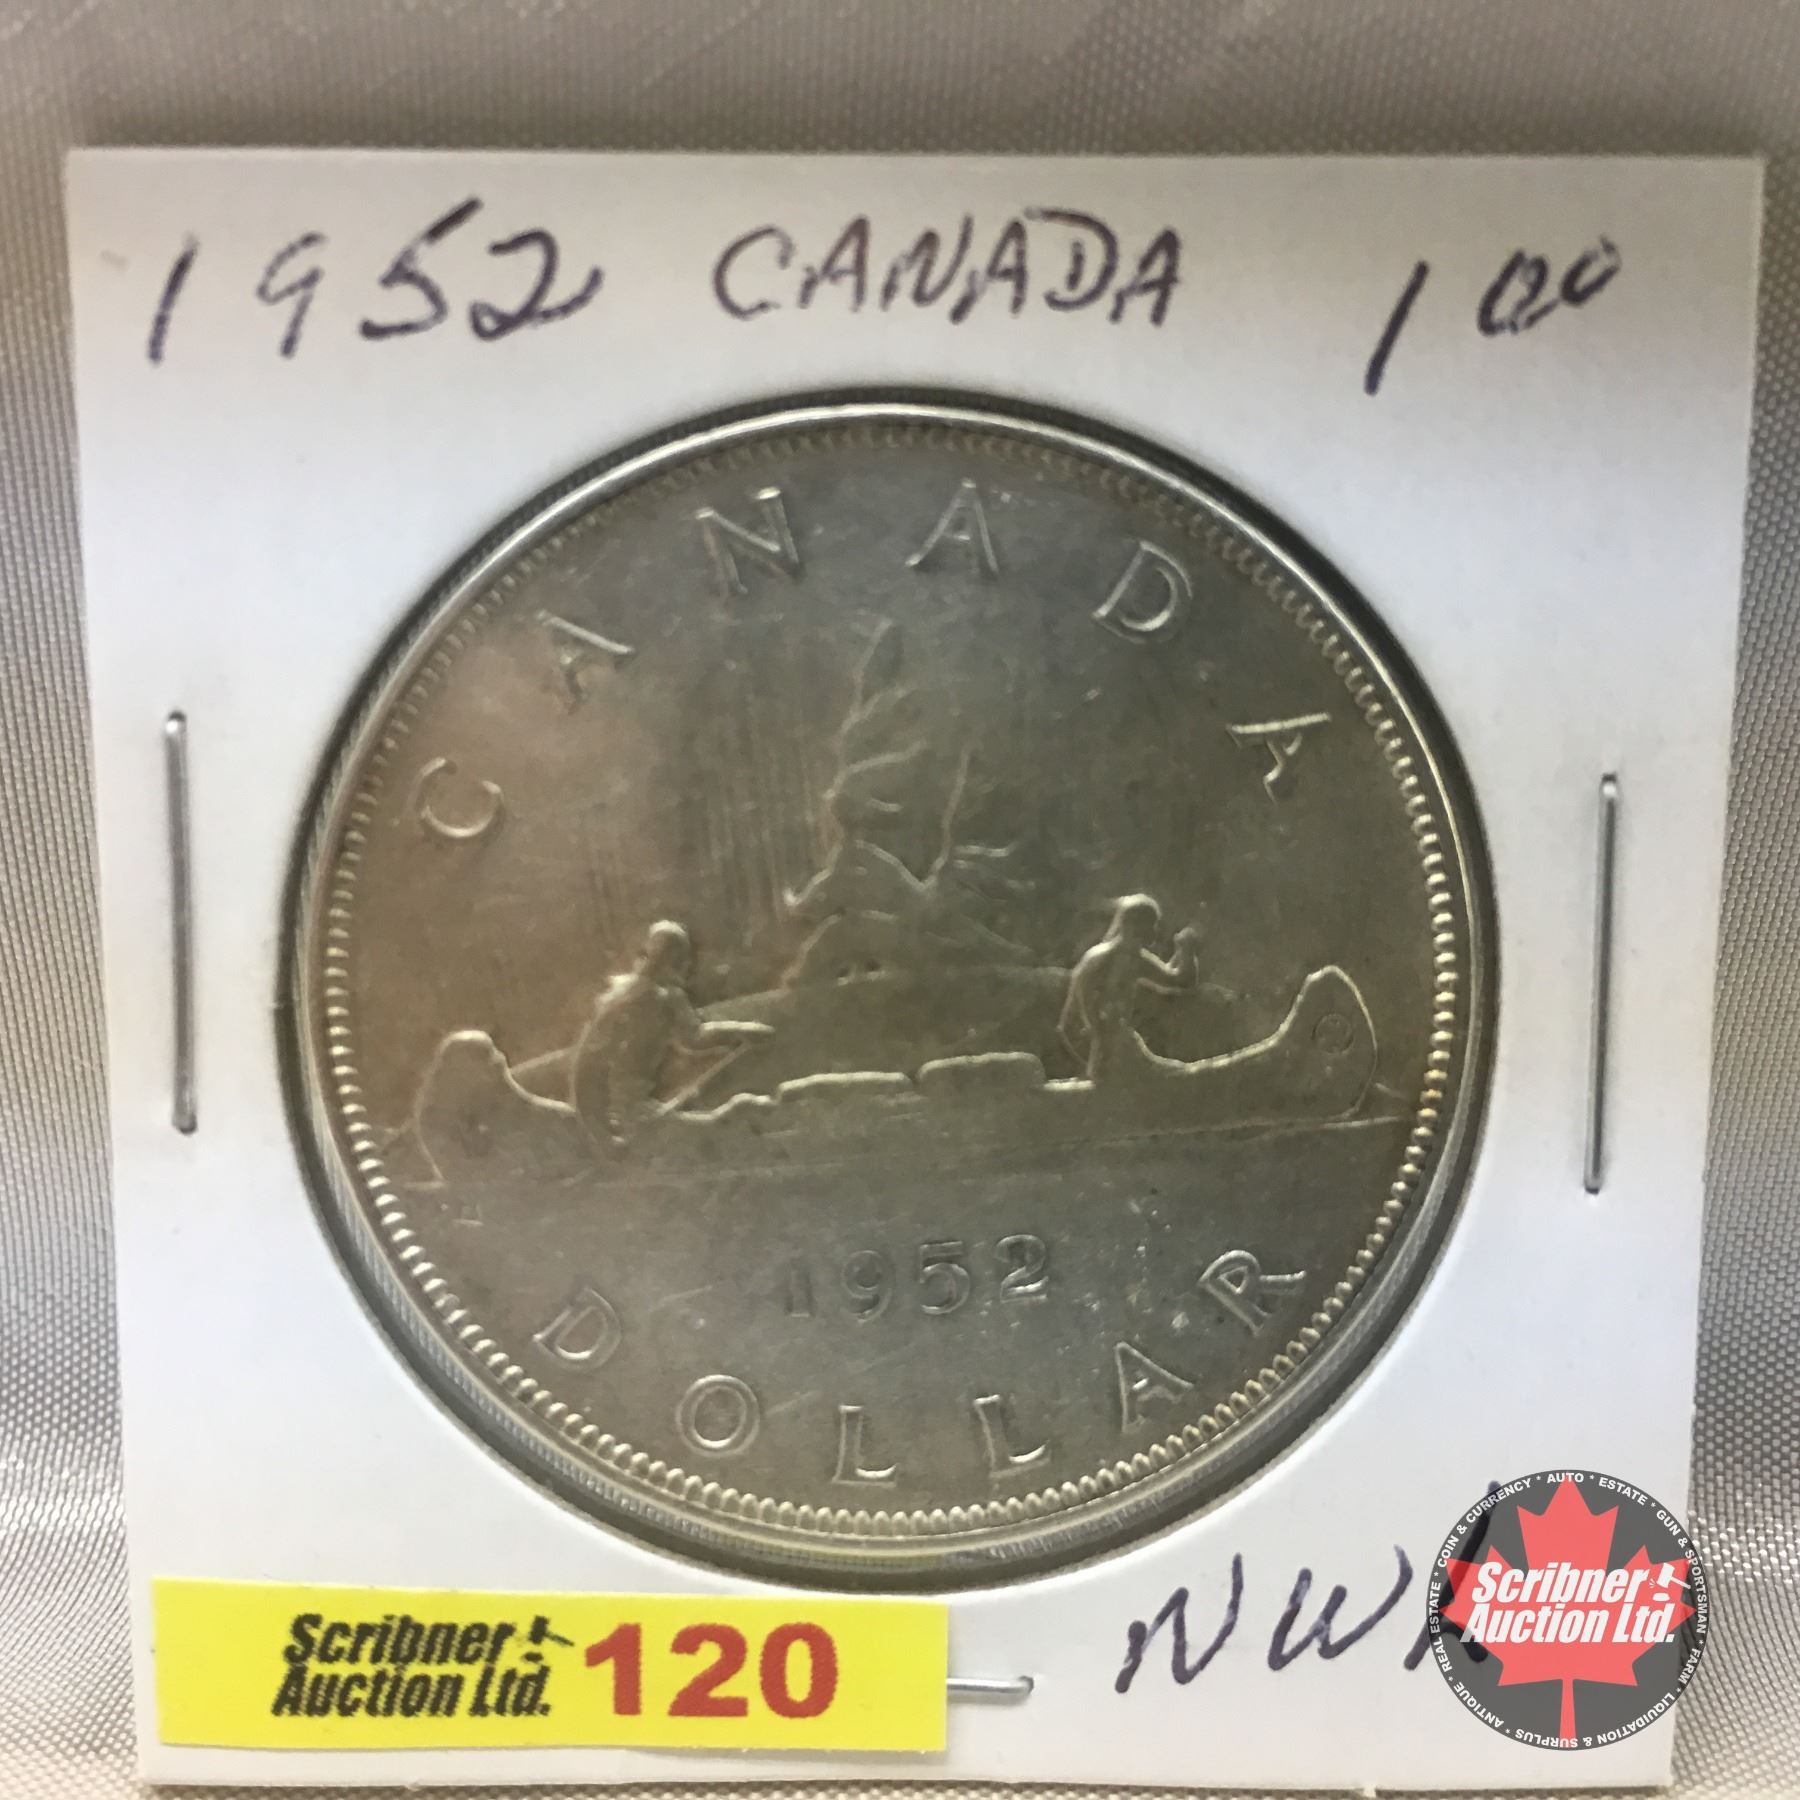 1952 CANADA 1 00
CANADA
1952
DOLLAR
NW
Scribner
Auction Ltd.
120
REAL ESTATE * COIN & CURRENCY * AUTO * ESTATE * GUN & SPORTSMAN * FARM * LIQUIDATION & SURPLUS * ANTIQUE *
Scribner
Auction Ltd.